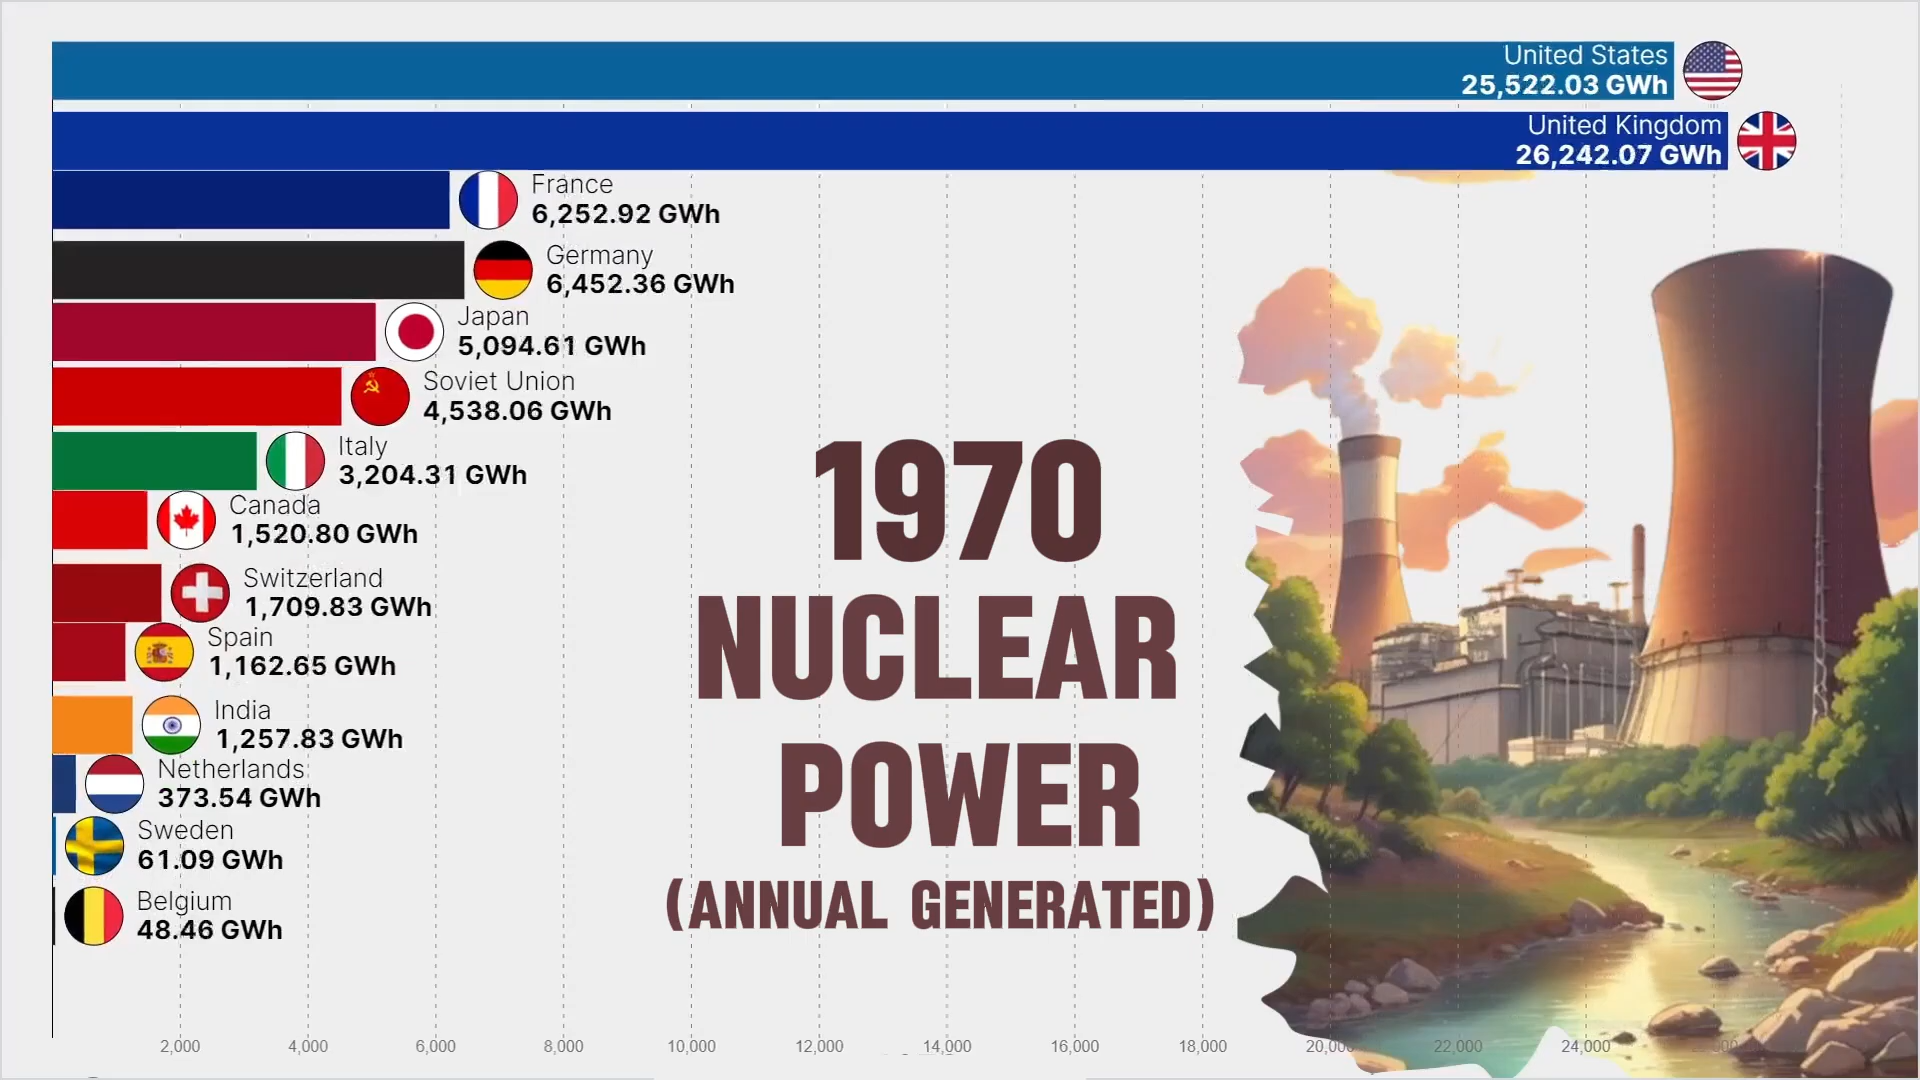 United States
25,522.03 GWh
United Kingdom
26,242.07 GWh
France
6,252.92 GWh
Germany
6,452.36 GWh
Japan
5,094.61 GWh
Soviet Union
4,538.06 GWh
Italy
3,204.31 GWh
Canada
1,520.80 GWh
Switzerland
1,709.83 GWh
Spain
1,162.65 GWh
India
1,257.83 GWh
Netherlands
373.54 GWh
Sweden
61.09 GWh
Belgium
48.46 GWh
1970
NUCLEAR
POWER
(ANNUAL GENERATED)
2,000 4,000 6,000 8,000 10,000 12,000 14,000 16,000 18,000 20,000 22,000 24,000